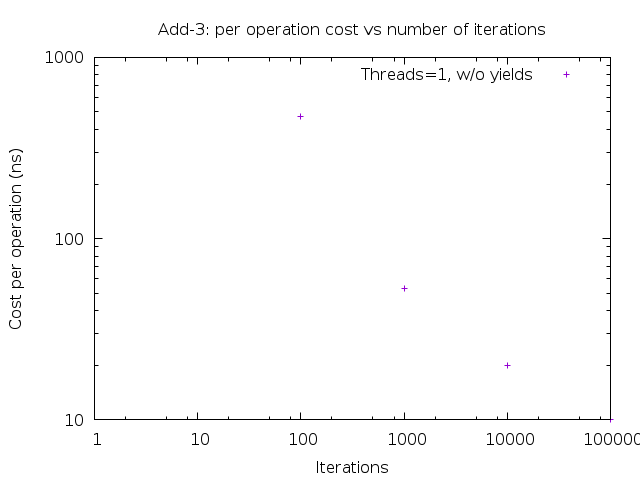 Add-3: per operation cost vs number of iterations
1000
Threads=1, w/o yields
Cost per operation (ns)
100
10
1 10 100 1000 10000 100000
Iterations